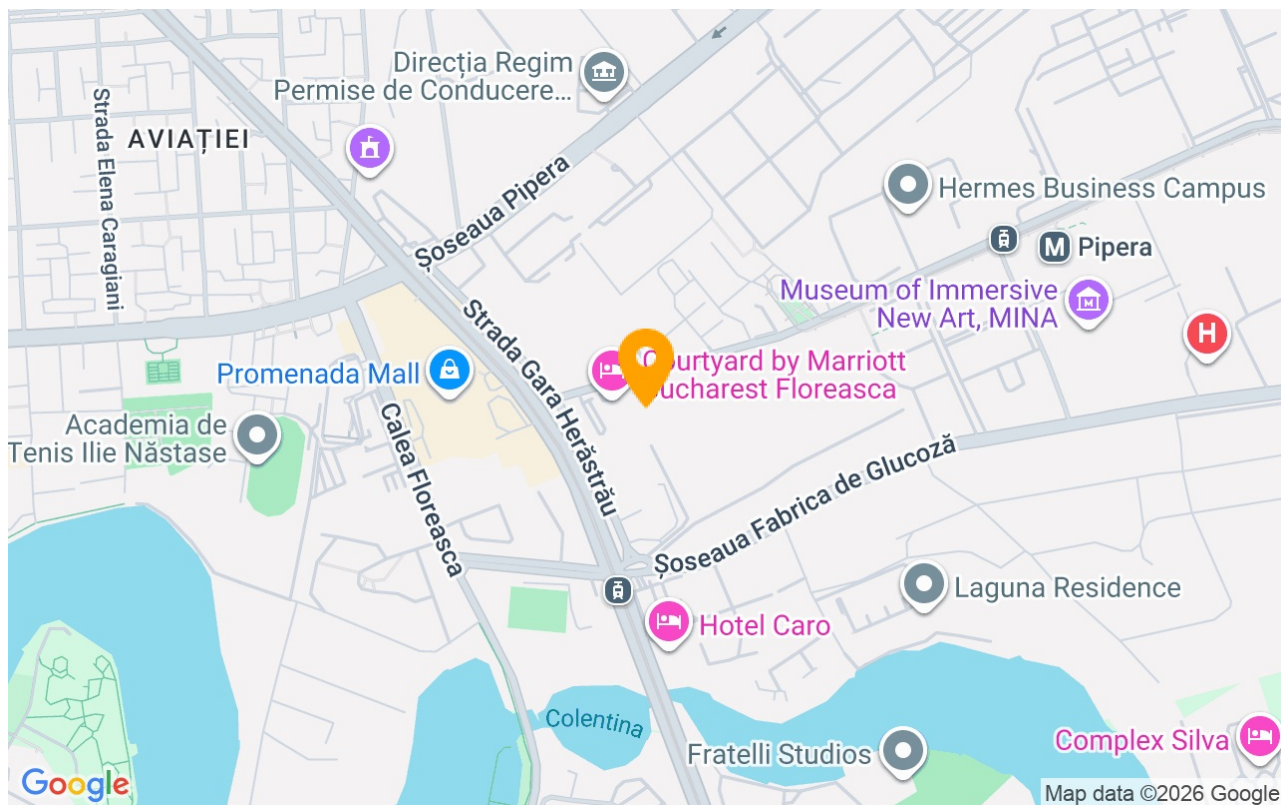 Direcția Regim
Permise de Conducere...
Strada Elena Caragiani
AVIAȚIEI
Șoseaua Pipera
Hermes Business Campus
M Pipera
Museum of Immersive
New Art, MINA
H
Strada Gara Herăstrău
Promenada Mall
Courtyard by Marriott
Bucharest Floreasca
Academia de
Tenis Ilie Năstase
Calea Floreasca
Șoseaua Fabrica de Glucoză
Laguna Residence
Hotel Caro
Colentina
Fratelli Studios
Complex Silva
Google
Map data ©2026 Google